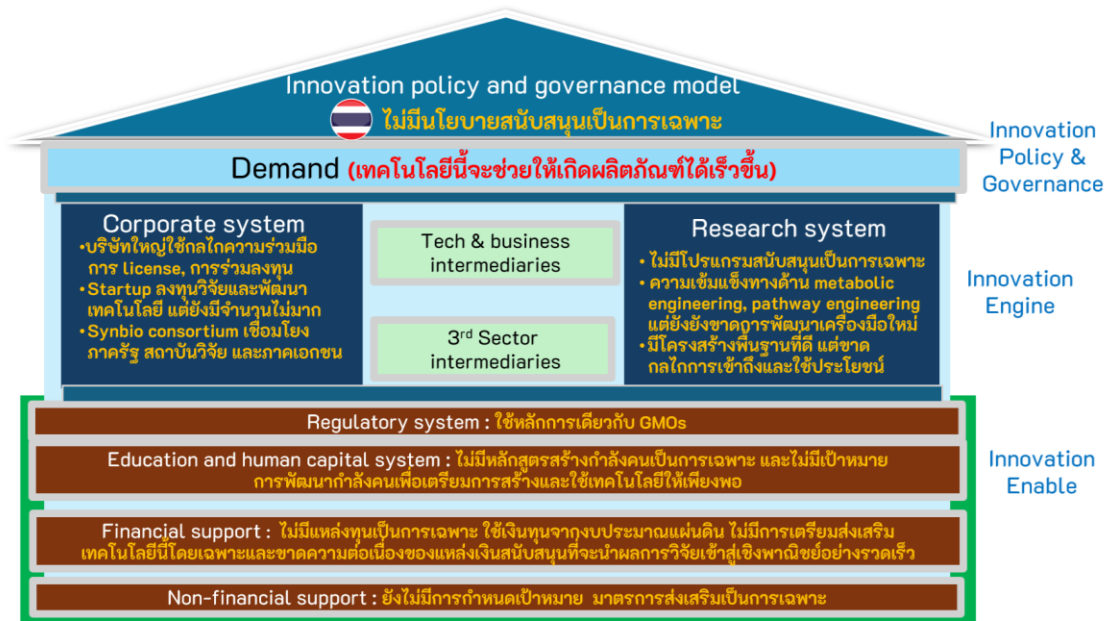 Innovation policy and governance model
ไม่มีนโยบายสนับสนุนเป็นการเฉพาะ
Demand (เทคโนโลยีนี้จะช่วยให้เกิดผลิตภัณฑ์ได้เร็วขึ้น)
Innovation
Policy &
Governance
Corporate system
•บริษัทใหญ่ใช้กลไกความร่วมมือ
การ license, การร่วมลงทุน
•Startup ลงทุนวิจัยและพัฒนา
เทคโนโลยี แต่ยังมีจำนวนไม่มาก
•Synbio consortium เชื่อมโยง
ภาครัฐ สถาบันวิจัย และภาคเอกชน
Tech & business
intermediaries
3rd Sector
intermediaries
Research system
• ไม่มีโปรแกรมสนับสนุนเป็นการเฉพาะ
• ความเข้มแข็งทางด้าน metabolic
engineering, pathway engineering
แต่ยังยังขาดการพัฒนาเครื่องมือใหม่
•มีโครงสร้างพื้นฐานที่ดี แต่ขาด
กลไกการเข้าถึงและใช้ประโยชน์
Innovation
Engine
Regulatory system : ใช้หลักการเดียวกับ GMOs
Education and human capital system : ไม่มีหลักสูตรสร้างกำลังคนเป็นการเฉพาะ และไม่มีเป้าหมาย
การพัฒนากำลังคนเพื่อเตรียมการสร้างและใช้เทคโนโลยีให้เพียงพอ
Financial support : ไม่มีแหล่งทุนเป็นการเฉพาะ ใช้เงินทุนจากงบประมาณแผ่นดิน ไม่มีการเตรียมส่งเสริม
เทคโนโลยีนี้โดยเฉพาะและขาดความต่อเนื่องของแหล่งเงินสนับสนุนที่จะนำผลการวิจัยเข้าสู่เชิงพาณิชย์อย่างรวดเร็ว
Non-financial support : ยังไม่มีการกำหนดเป้าหมาย มาตรการส่งเสริมเป็นการเฉพาะ
Innovation
Enable